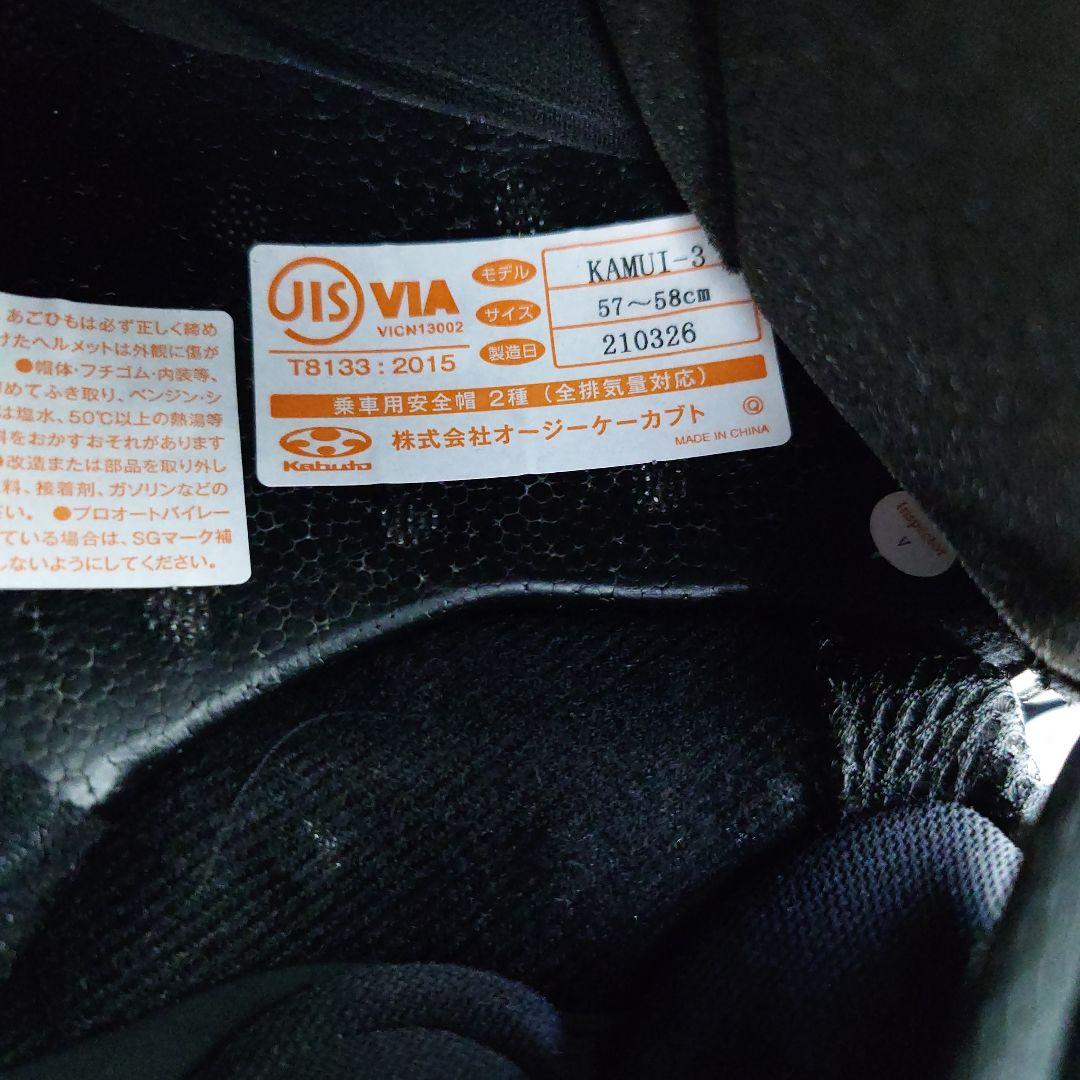 あごひもは必ず正しく締め
けたヘルメットは外観に傷が
●帽体・フチゴム・内装等、
めてふき取り、ベンジン・シ
は塩水、50℃以上の熱湯等
をおかすおそれがあります
●改造または部品を取り外し
料、接着剤、ガソリンなどの
さい。 ●プロオートバイレー
ている場合は、SGマーク補
しないようにしてください。
JIS VIA
VICN13002
T8133:2015
モデル KAMUI-3
サイズ 57～58cm
製造日 210326
乗車用安全帽 2種（全排気量対応）
Kabuto 株式会社オージーケーカブト
MADE IN CHINA
Inspector
V